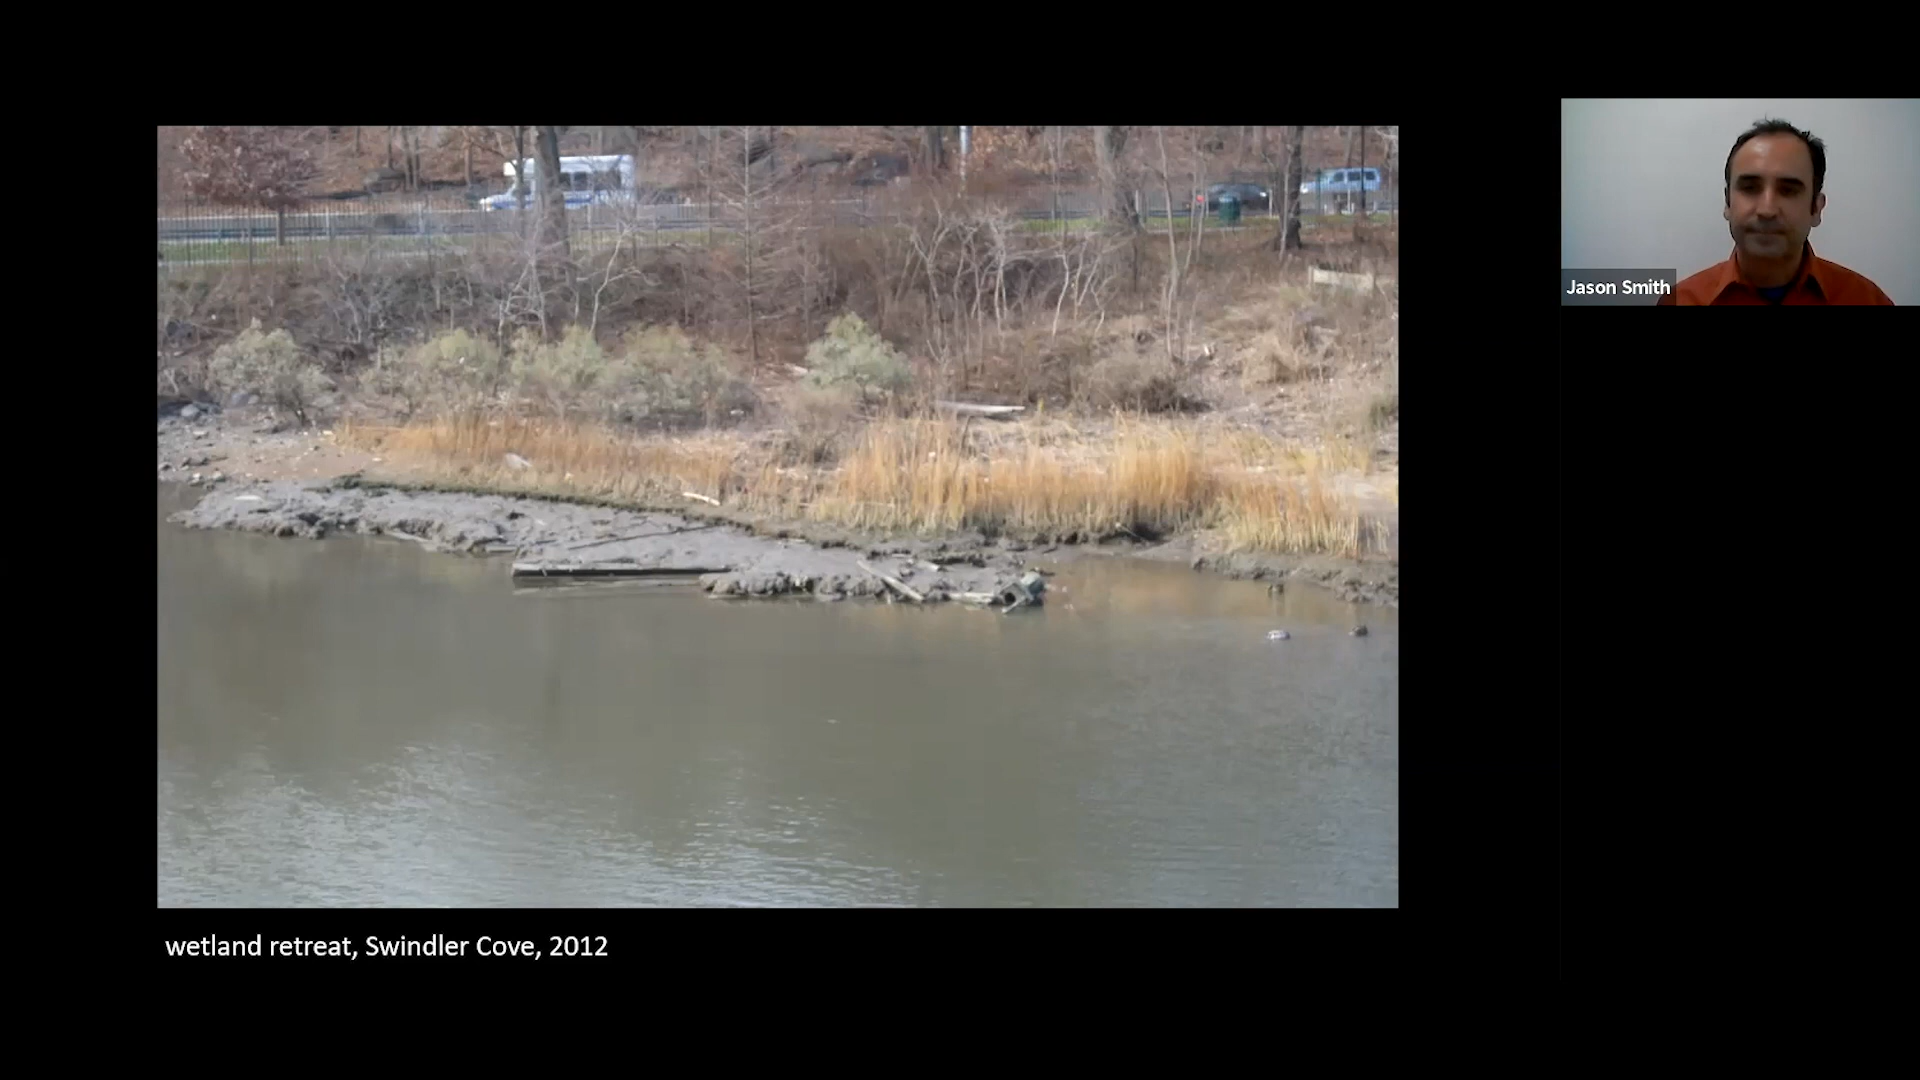 Jason Smith
wetland retreat, Swindler Cove, 2012